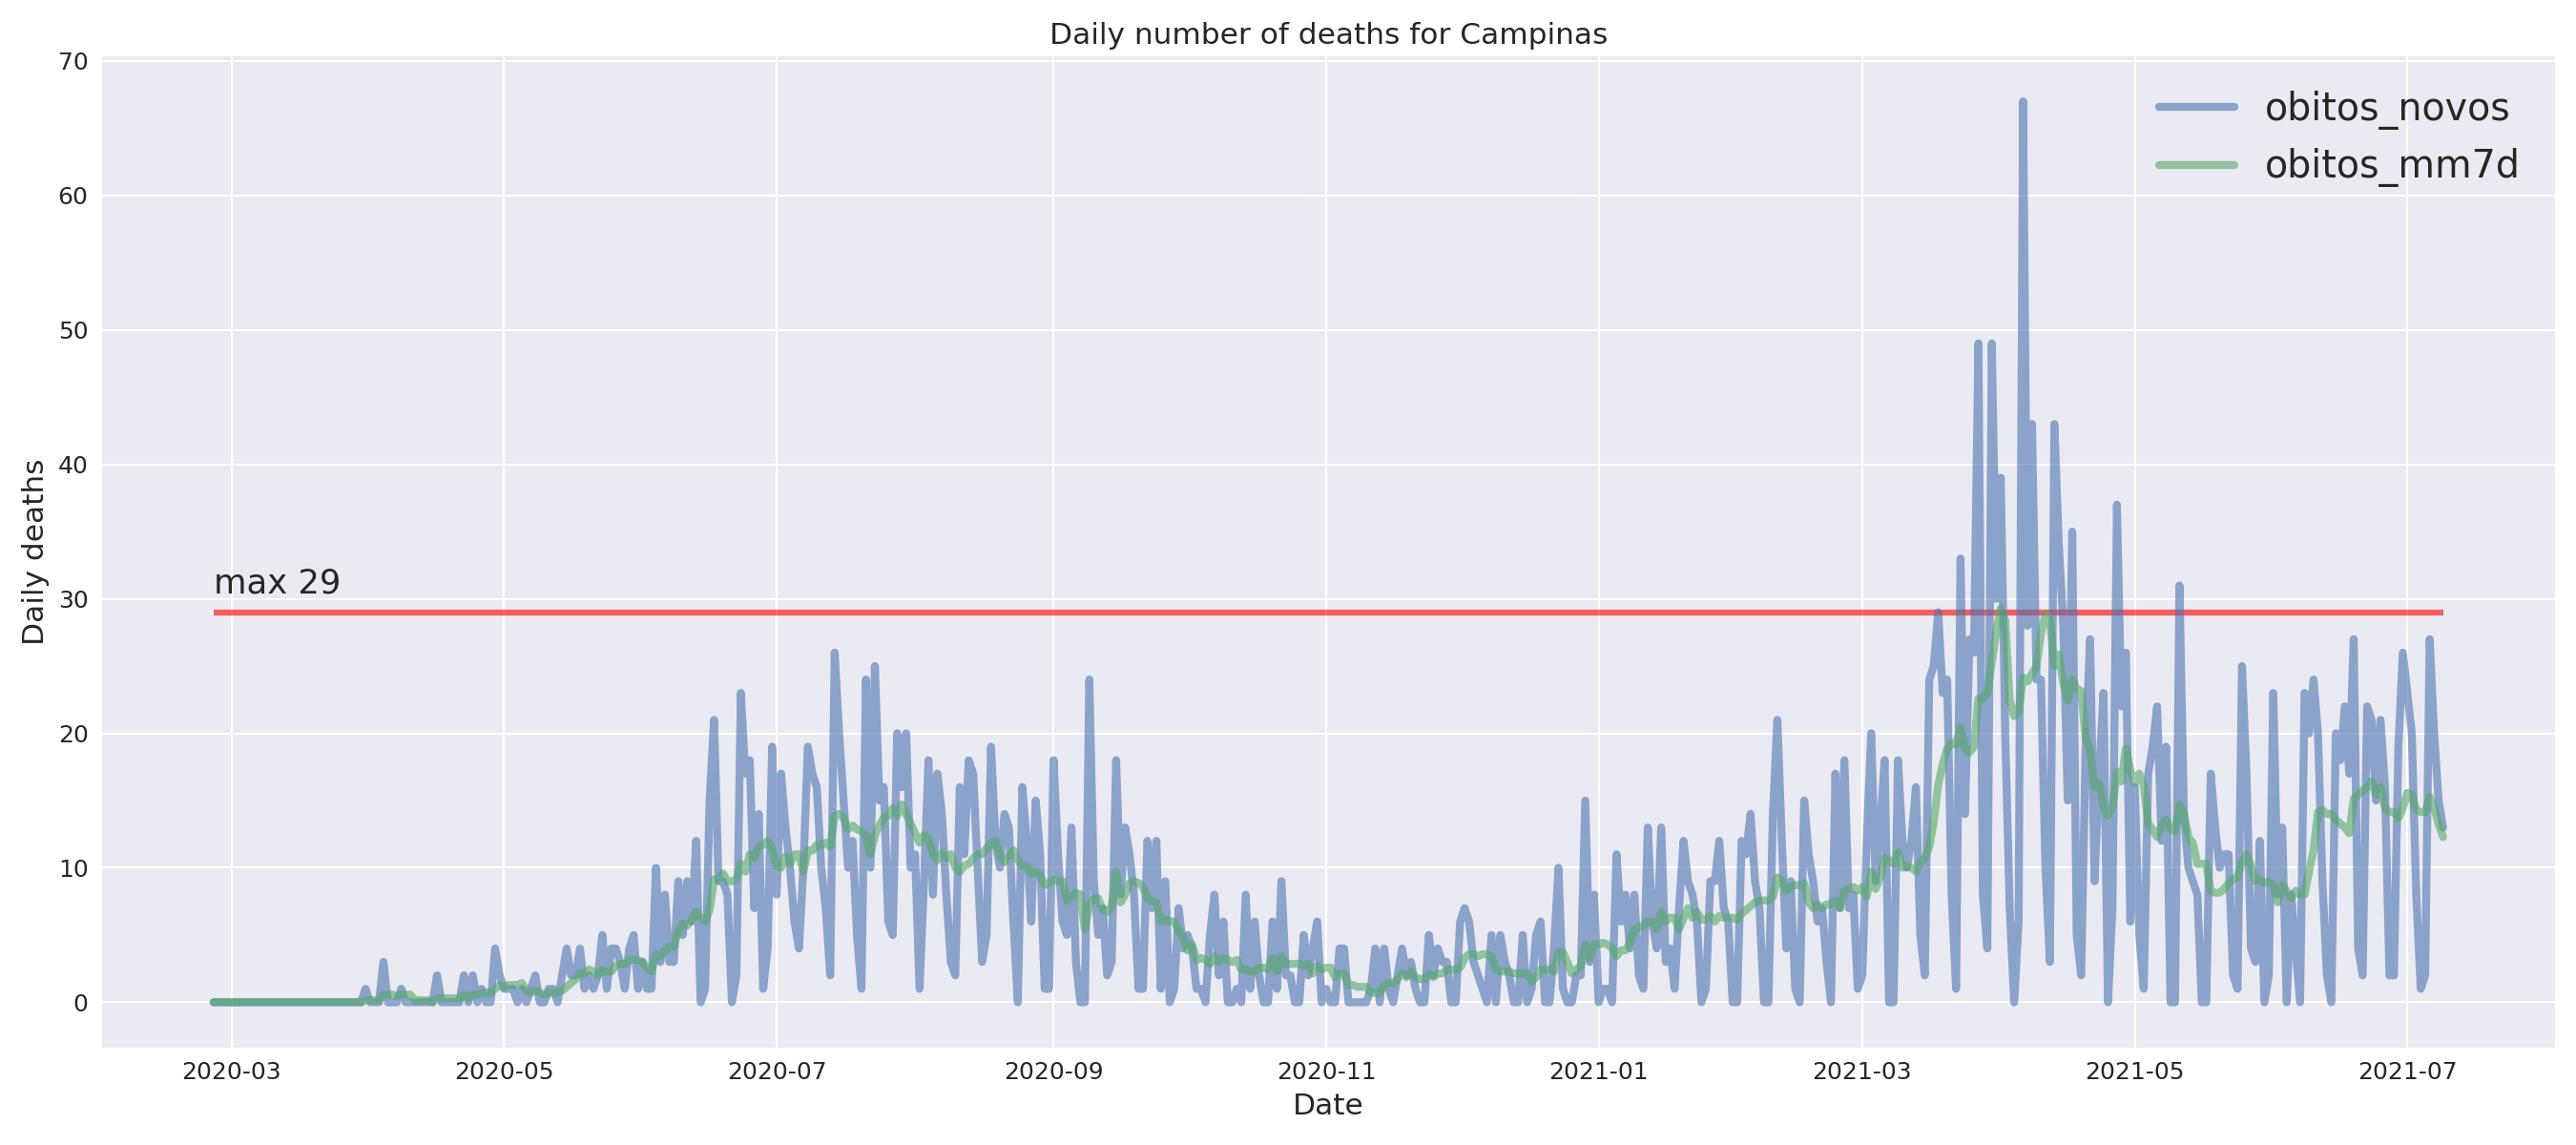 Daily number of deaths for Campinas
70
60
50
40
30
20
10
0
Daily deaths
max 29
obitos_novos
obitos_mm7d
2020-03 2020-05 2020-07 2020-09 2020-11 2021-01 2021-03 2021-05 2021-07
Date